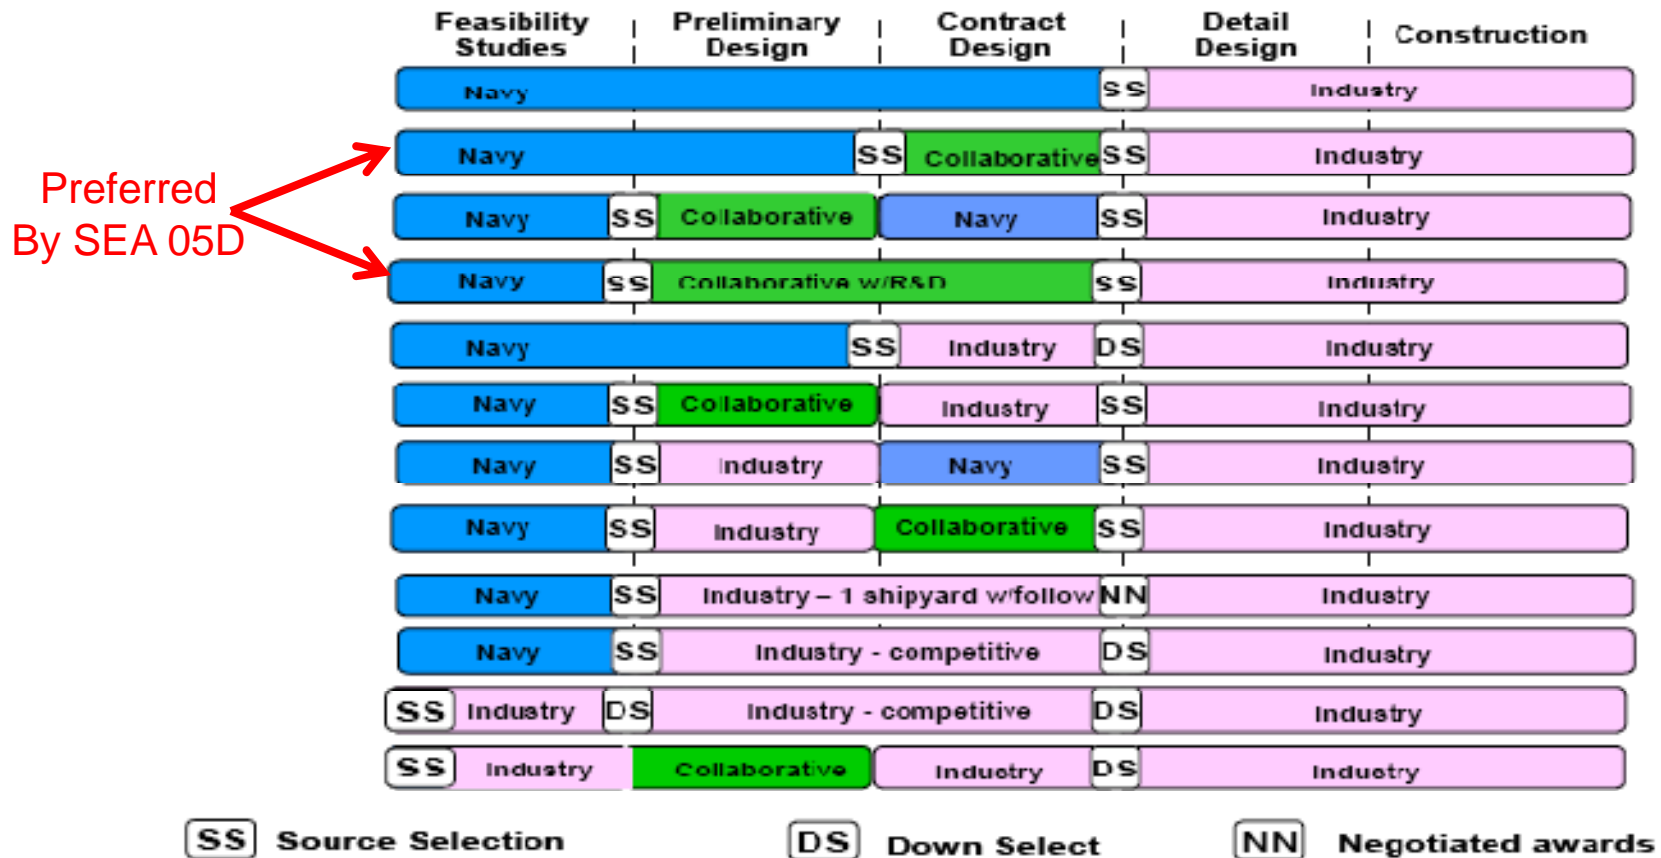 Feasibility Studies Preliminary Design Contract Design Detail Design Construction
Navy SS Industry
Navy SS Collaborative SS Industry
Preferred By SEA 05D
Navy SS Collaborative Navy SS Industry
Navy SS Collaborative w/R&D SS Industry
Navy SS Industry DS Industry
Navy SS Collaborative Industry SS Industry
Navy SS Industry Navy SS Industry
Navy SS Industry Collaborative SS Industry
Navy SS Industry – 1 shipyard w/follow NN Industry
Navy SS Industry - competitive DS Industry
SS Industry DS Industry - competitive DS Industry
SS Industry Collaborative Industry DS Industry
SS Source Selection DS Down Select NN Negotiated awards